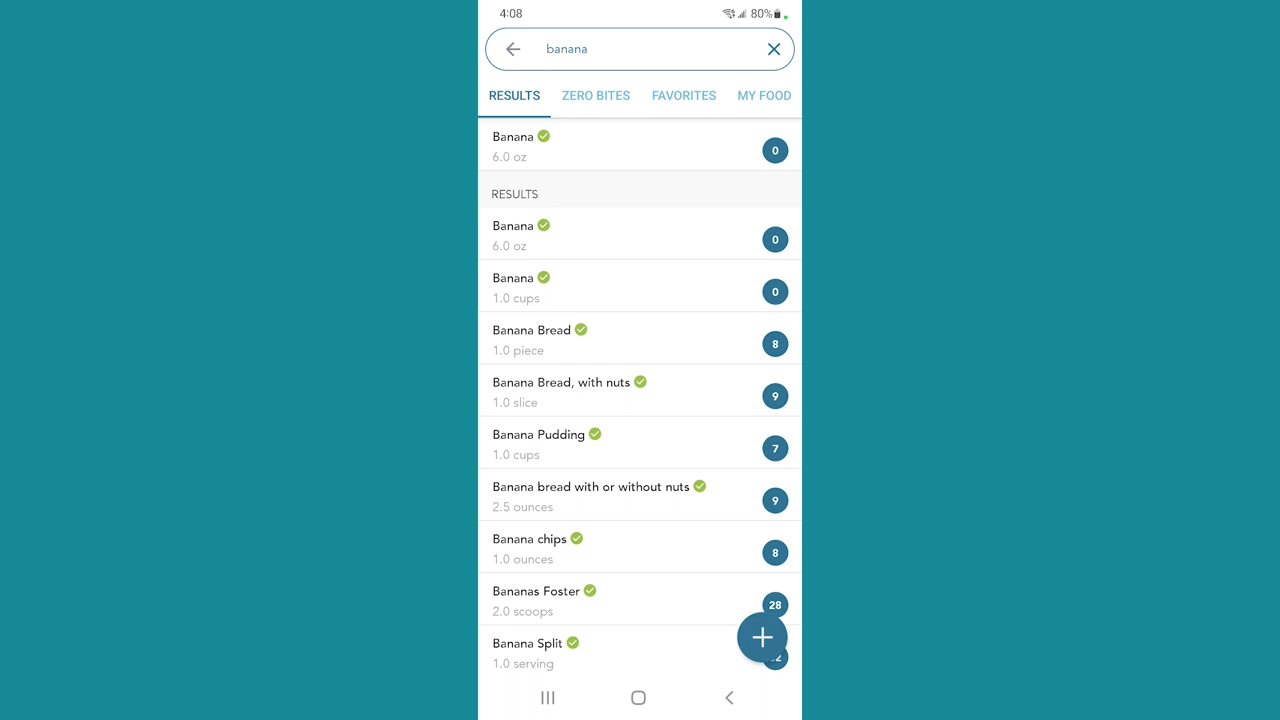 4:08
80%
banana
RESULTS ZERO BITES FAVORITES MY FOOD
Banana
6.0 oz
0
RESULTS
Banana
6.0 oz
0
Banana
1.0 cups
0
Banana Bread
1.0 piece
8
Banana Bread, with nuts
1.0 slice
9
Banana Pudding
1.0 cups
7
Banana bread with or without nuts
2.5 ounces
9
Banana chips
1.0 ounces
8
Bananas Foster
2.0 scoops
28
Banana Split
1.0 serving